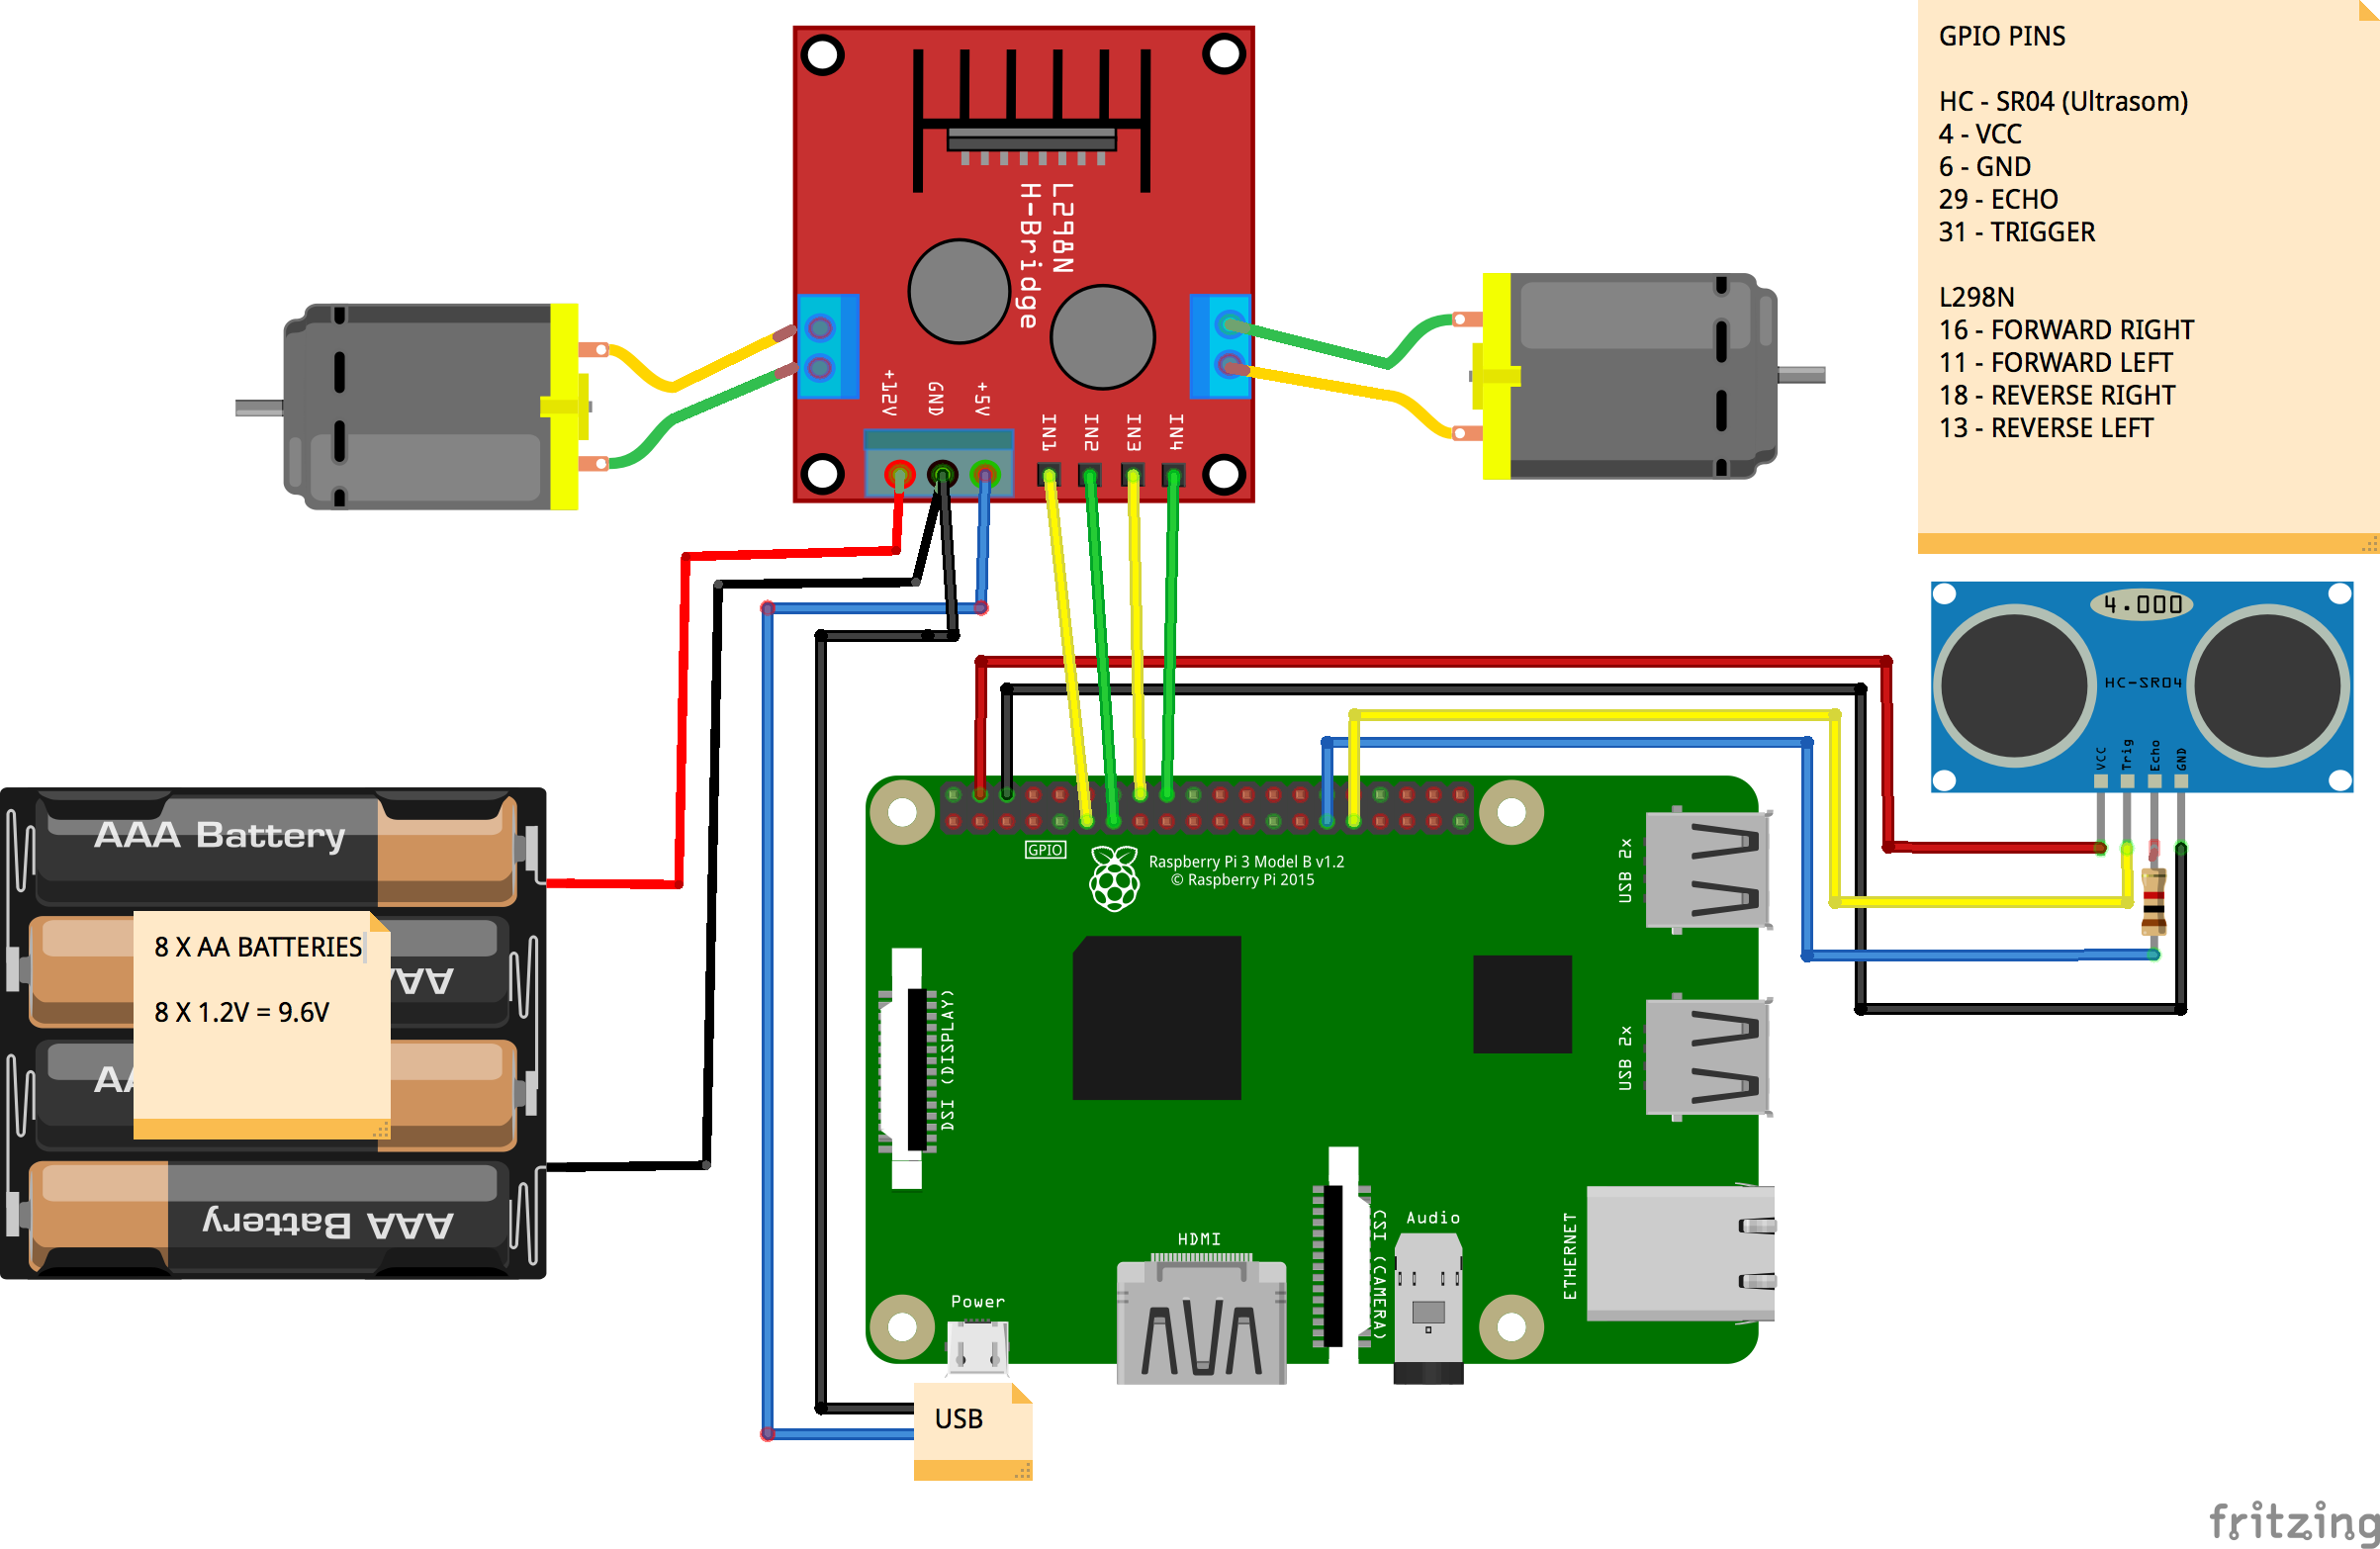 GPIO PINS
HC - SR04 (Ultrasom)
4 - VCC
6 - GND
29 - ECHO
31 - TRIGGER
L298N
16 - FORWARD RIGHT
11 - FORWARD LEFT
18 - REVERSE RIGHT
13 - REVERSE LEFT
L298N
H-Bridge
+12V
GND
+5V
IN1
IN2
IN3
IN4
4.000
HC-SR04
VCC
Trig
Echo
GND
AAA Battery
AA
AA
AAA Battery
8 X AA BATTERIES
8 X 1.2V = 9.6V
GPIO
Raspberry Pi 3 Model B v1.2
© Raspberry Pi 2015
USB 2x
USB 2x
DSI (DISPLAY)
CSI (CAMERA)
Audio
HDMI
ETHERNET
Power
USB
fritzing